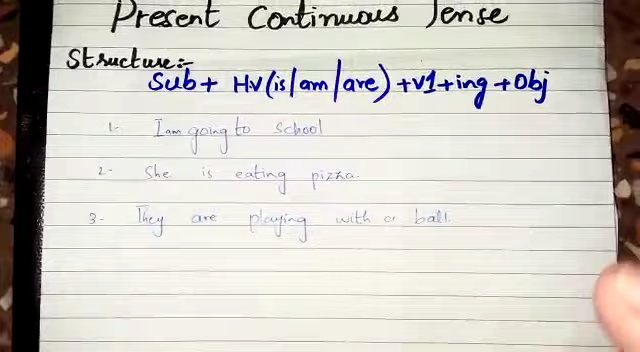 Present Continuous Tense
Structure:-
Sub + HV (is/am/are) + v1 + ing + Obj
1- I am going to school
2- She is eating pizza.
3- They are playing with a ball.